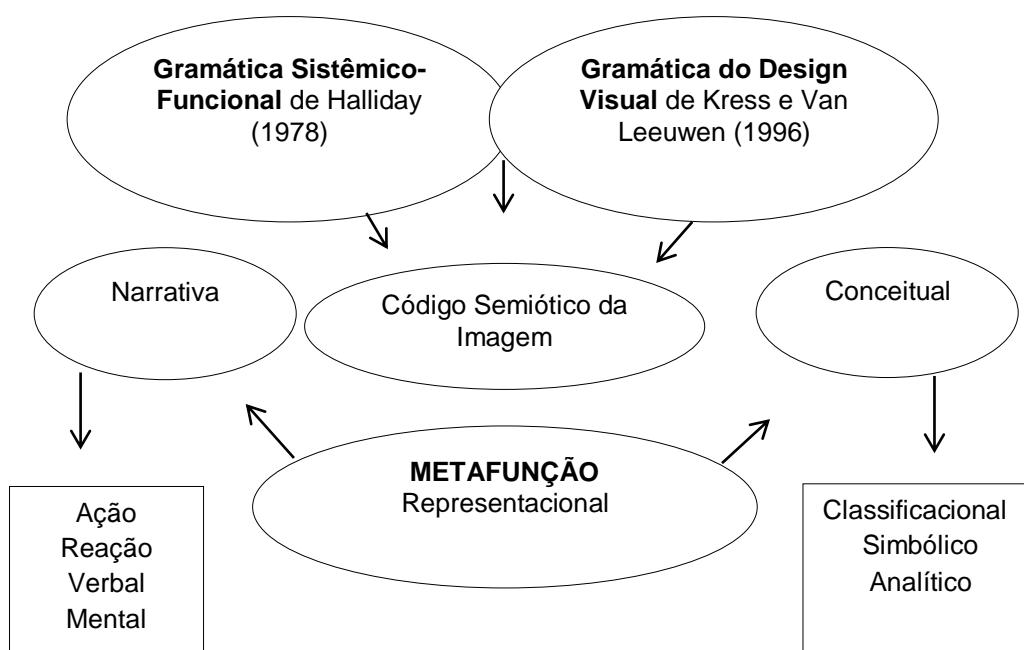 Gramática Sistêmico-
Funcional de Halliday
(1978)
Gramática do Design
Visual de Kress e Van
Leeuwen (1996)
Narrativa
Código Semiótico da
Imagem
Conceitual
METAFUNÇÃO
Representacional
Ação
Reação
Verbal
Mental
Classificacional
Simbólico
Analítico